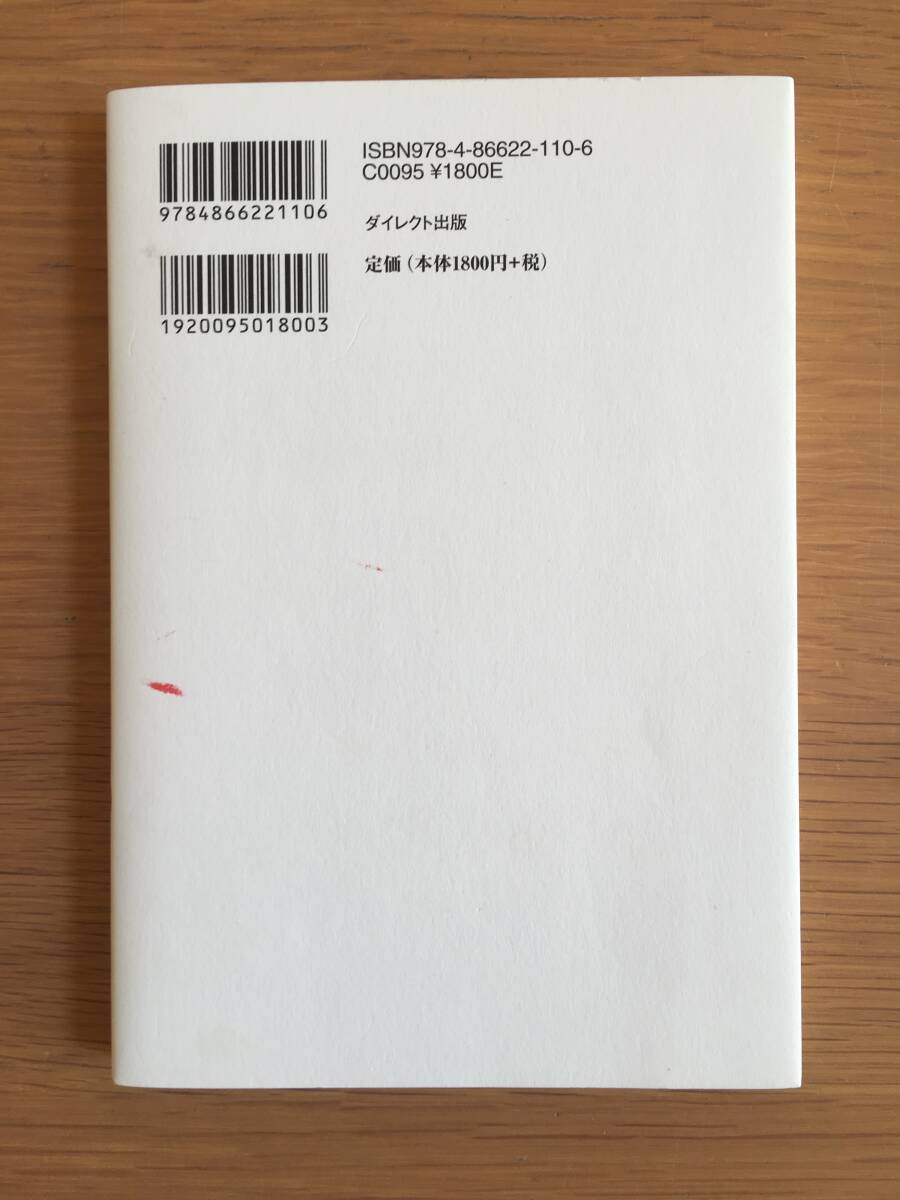 ISBN978-4-86622-110-6
C0095 ¥1800E
9784866221106
ダイレクト出版
定価（本体1800円+税）
1920095018003